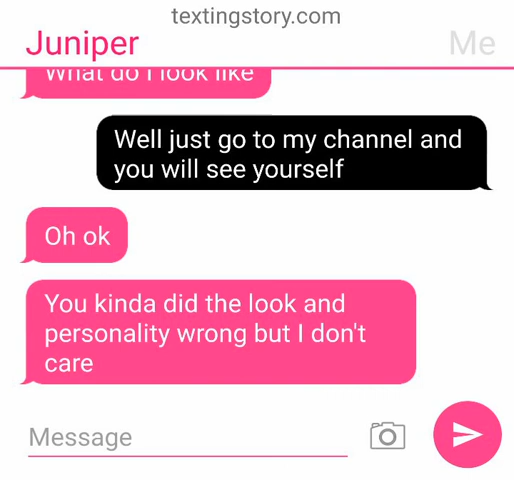 textingstory.com
Juniper
Me
What do I look like
Well just go to my channel and
you will see yourself
Oh ok
You kinda did the look and
personality wrong but I don't
care
Message